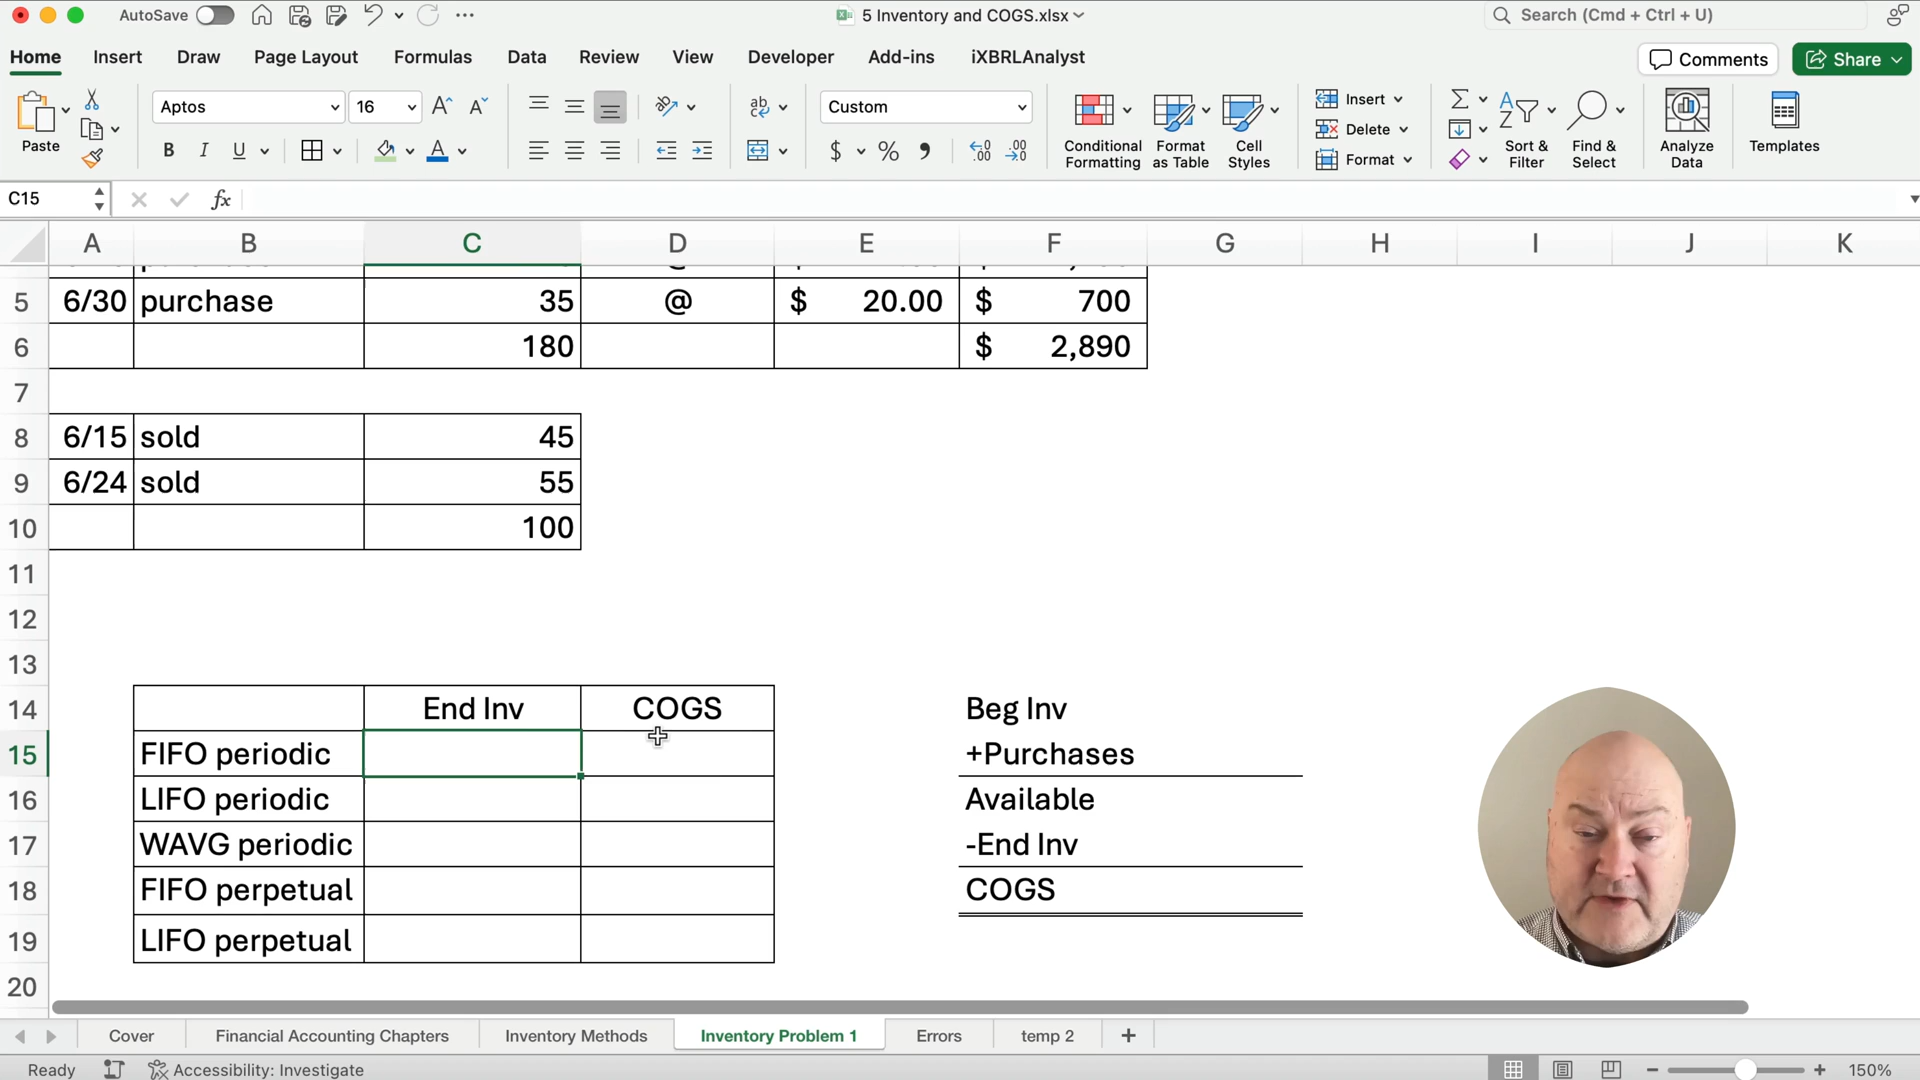 AutoSave
5 Inventory and COGS.xlsx
Search (Cmd + Ctrl + U)
Home Insert Draw Page Layout Formulas Data Review View Developer Add-ins iXBRLAnalyst
Comments
Share
Paste
Aptos 16
B I U
Custom
$ % 9
Conditional Formatting
Format as Table
Cell Styles
Insert
Delete
Format
Sort & Filter
Find & Select
Analyze Data
Templates
C15 fx
A B C D E F G H I J K
5 6/30 purchase 35 @ $ 20.00 $ 700
6 180 $ 2,890
7
8 6/15 sold 45
9 6/24 sold 55
10 100
11
12
13
14 End Inv COGS Beg Inv
15 FIFO periodic +Purchases
16 LIFO periodic Available
17 WAVG periodic -End Inv
18 FIFO perpetual COGS
19 LIFO perpetual
20
Cover Financial Accounting Chapters Inventory Methods Inventory Problem 1 Errors temp 2 +
Ready Accessibility: Investigate
150%